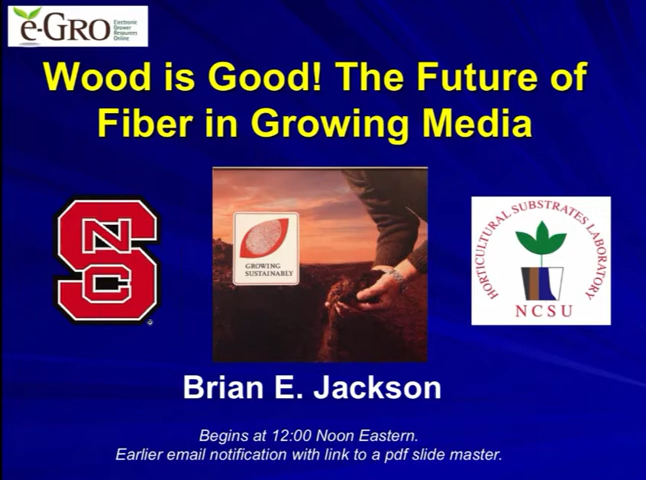 e-GRO
Electronic
Grower
Resources
Online
Wood is Good! The Future of
Fiber in Growing Media
NC
GROWING
SUSTAINABLY
HORTICULTURAL SUBSTRATES LABORATORY
NCSU
Brian E. Jackson
Begins at 12:00 Noon Eastern.
Earlier email notification with link to a pdf slide master.